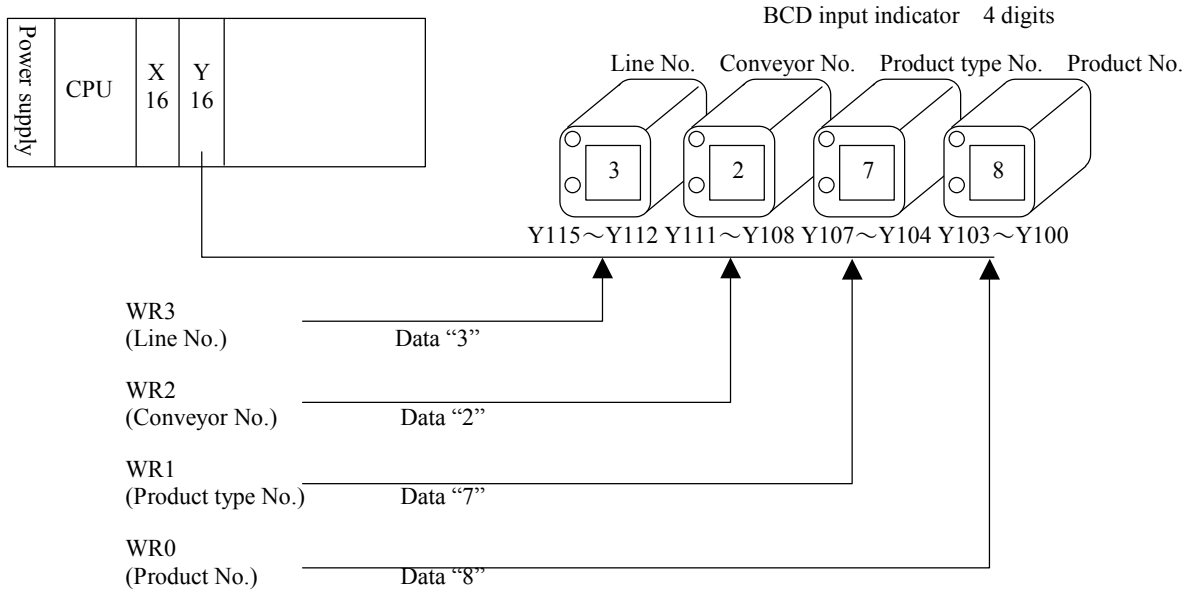 BCD input indicator 4 digits
Power supply
CPU
X
16
Y
16
Line No. Conveyor No. Product type No. Product No.
3 2 7 8
Y115～Y112 Y111～Y108 Y107～Y104 Y103～Y100
WR3
(Line No.) Data “3”
WR2
(Conveyor No.) Data “2”
WR1
(Product type No.) Data “7”
WR0
(Product No.) Data “8”